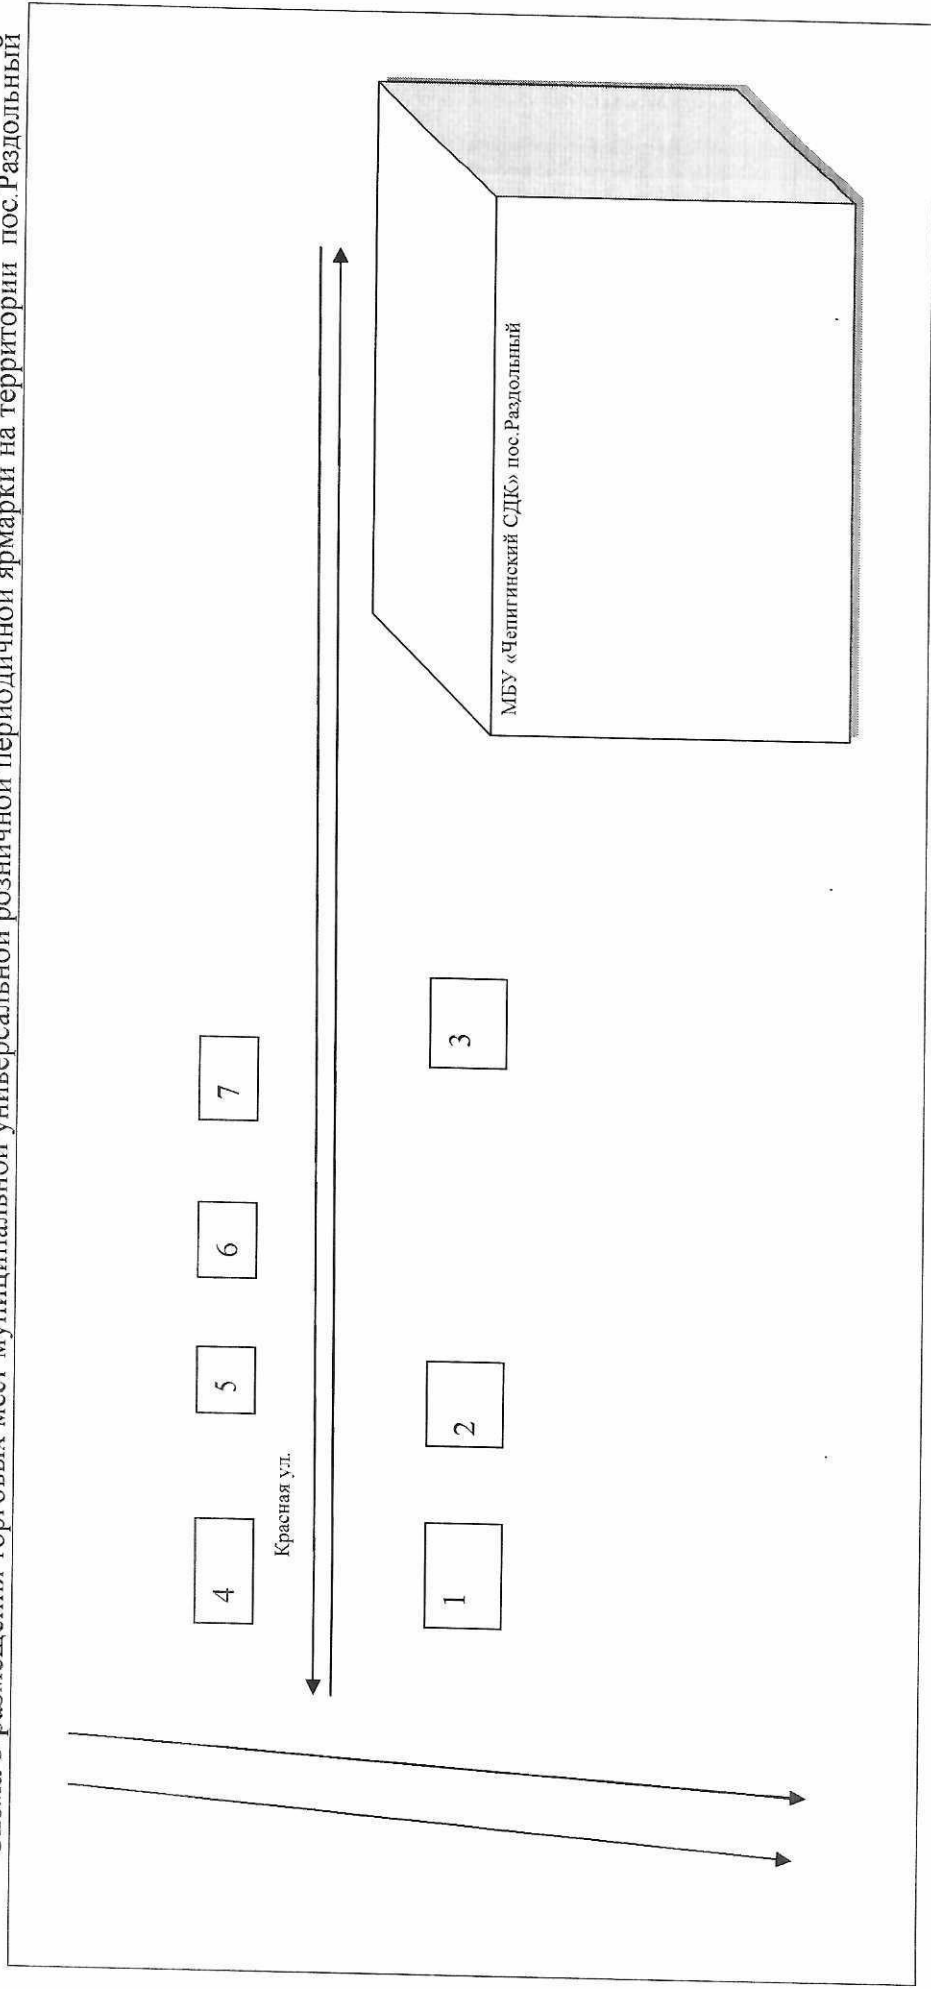 размещения торговых мест муниципальной универсальной розничной периодичной ярмарки на территории пос.Раздольный
4
5
6
7
Красная ул.
1
2
3
МБУ «Чепигинский СДК» пос.Раздольный